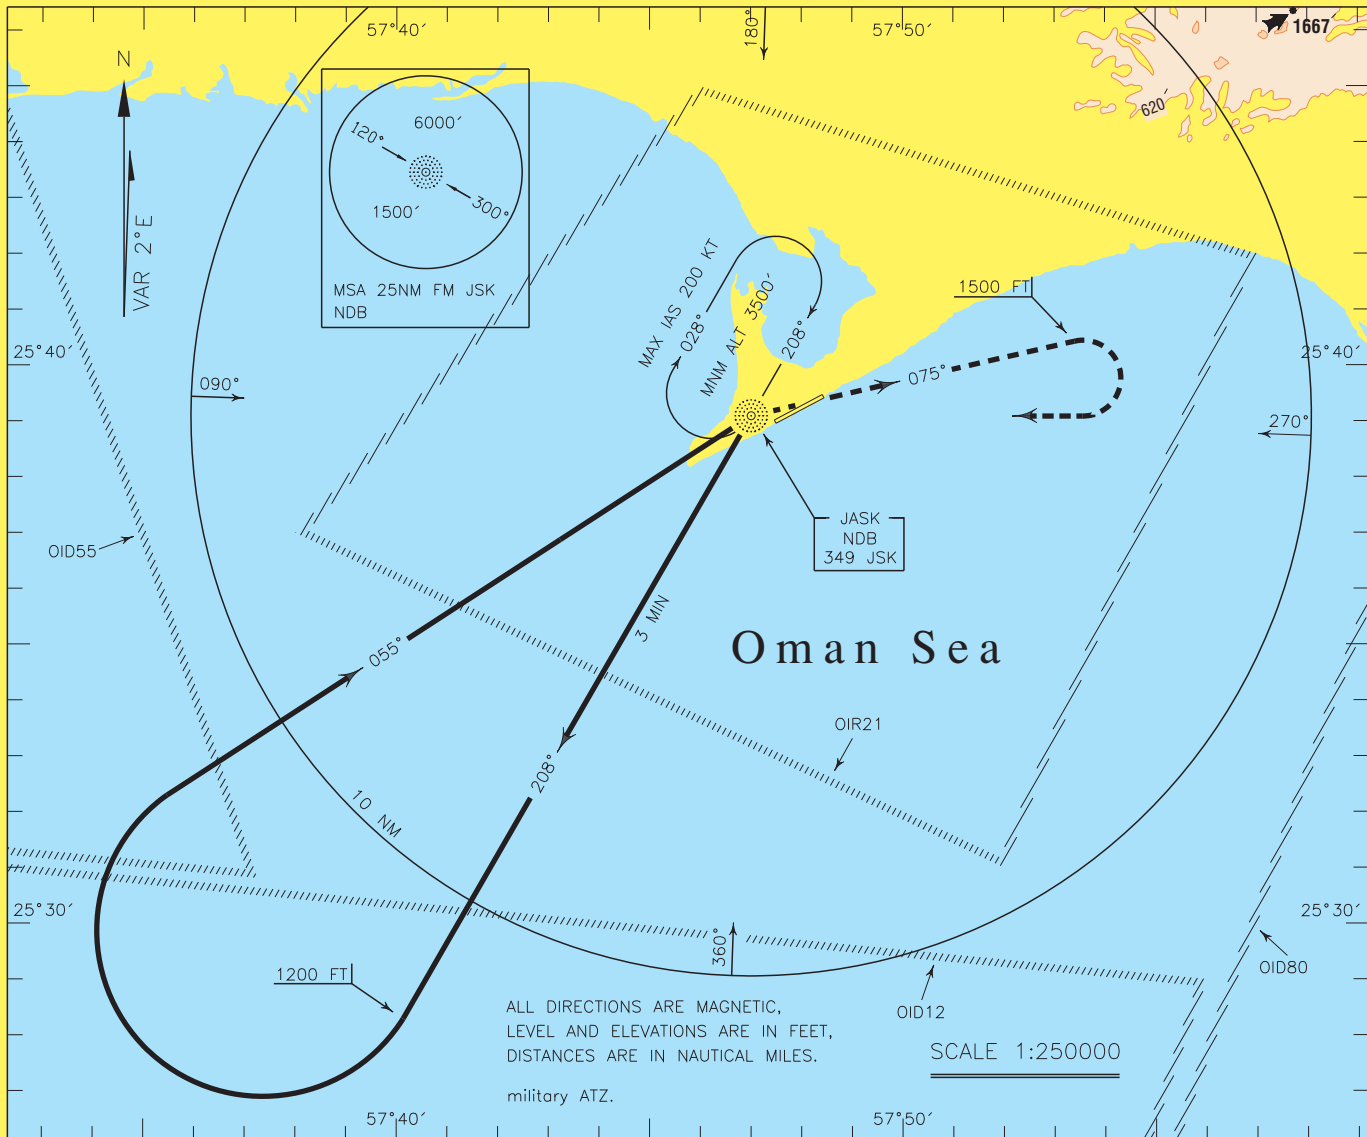 57°40′
180°
57°50′
1667
N
VAR 2°E
120°
6000′
1500′
300°
MSA 25NM FM JSK
NDB
620′
MAX IAS 200 KT
028°
MNM ALT 3500′
208°
1500 FT
25°40′
25°40′
090°
075°
270°
JASK
NDB
349 JSK
OID55
3 MIN
055°
Oman Sea
OIR21
208°
10 NM
25°30′
25°30′
360°
OID80
1200 FT
OID12
ALL DIRECTIONS ARE MAGNETIC,
LEVEL AND ELEVATIONS ARE IN FEET,
DISTANCES ARE IN NAUTICAL MILES.
SCALE 1:250000
military ATZ.
57°40′
57°50′